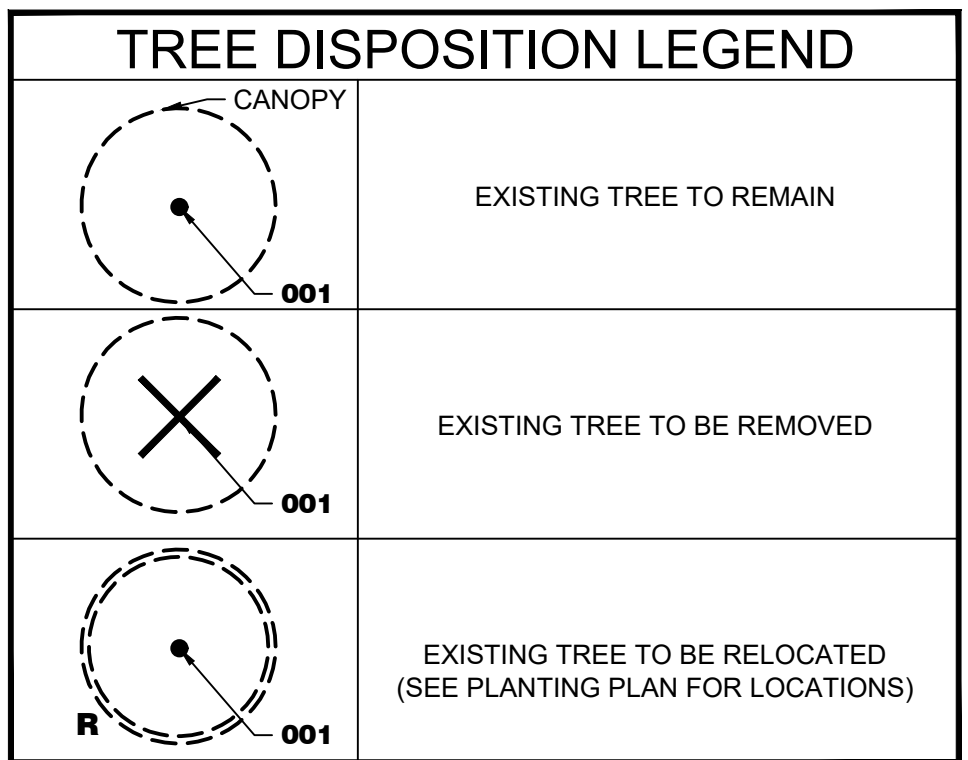 TREE DISPOSITION LEGEND
CANOPY
001
EXISTING TREE TO REMAIN
001
EXISTING TREE TO BE REMOVED
R
001
EXISTING TREE TO BE RELOCATED
(SEE PLANTING PLAN FOR LOCATIONS)